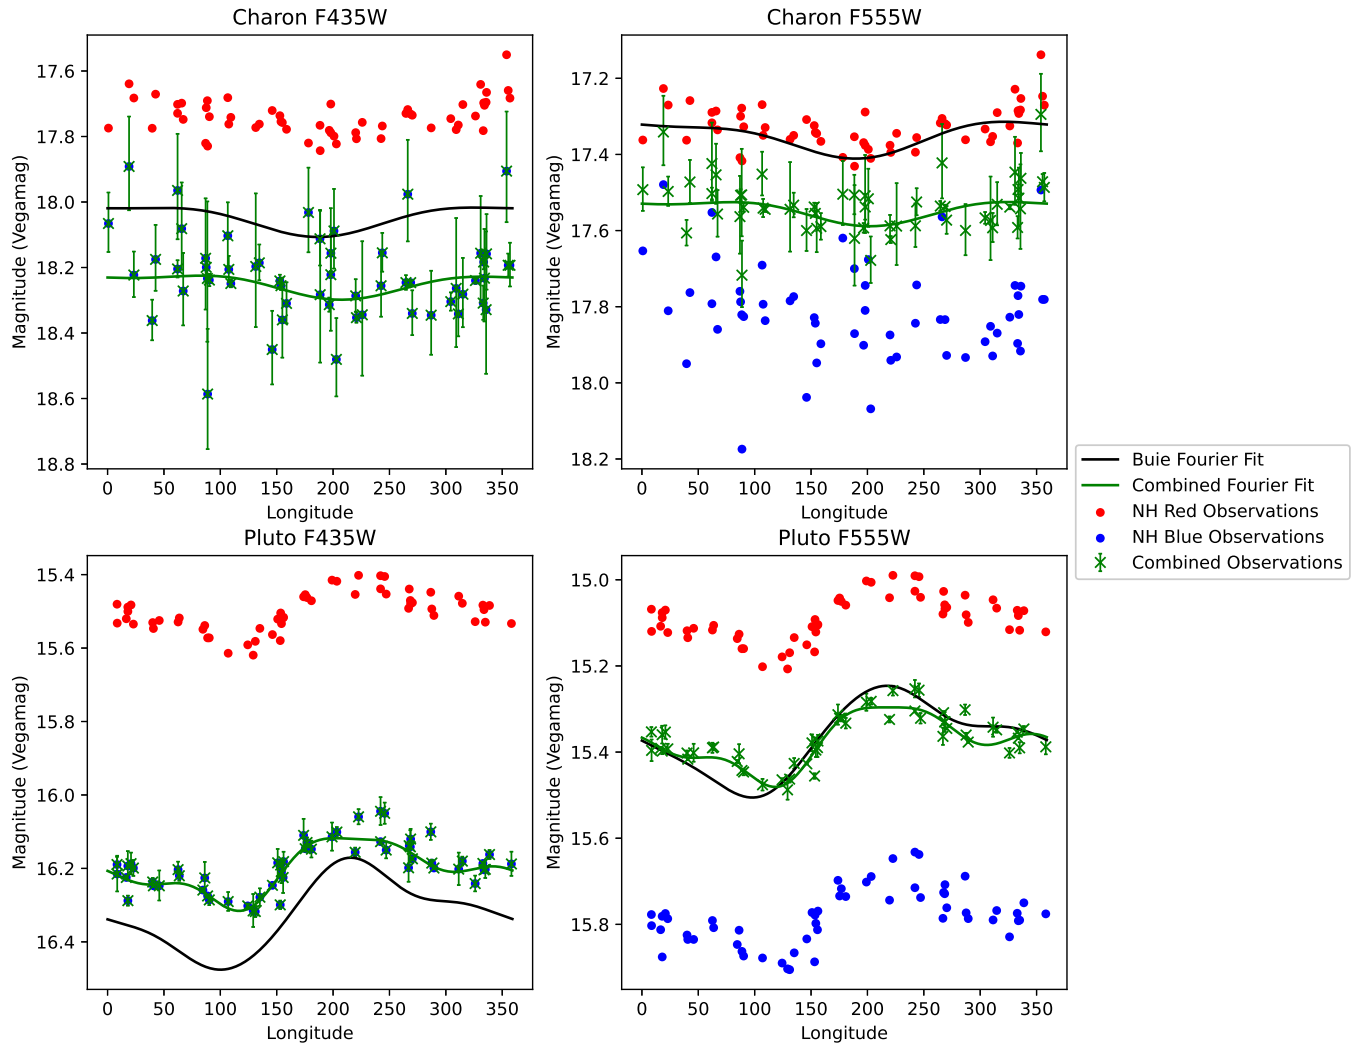 Charon F435W
Charon F555W
Magnitude (Vegamag)
17.6
17.8
18.0
18.2
18.4
18.6
18.8
0 50 100 150 200 250 300 350
Longitude
Magnitude (Vegamag)
17.2
17.4
17.6
17.8
18.0
18.2
0 50 100 150 200 250 300 350
Longitude
Buie Fourier Fit
Combined Fourier Fit
NH Red Observations
NH Blue Observations
Combined Observations
Pluto F435W
Pluto F555W
Magnitude (Vegamag)
15.4
15.6
15.8
16.0
16.2
16.4
0 50 100 150 200 250 300 350
Longitude
Magnitude (Vegamag)
15.0
15.2
15.4
15.6
15.8
0 50 100 150 200 250 300 350
Longitude